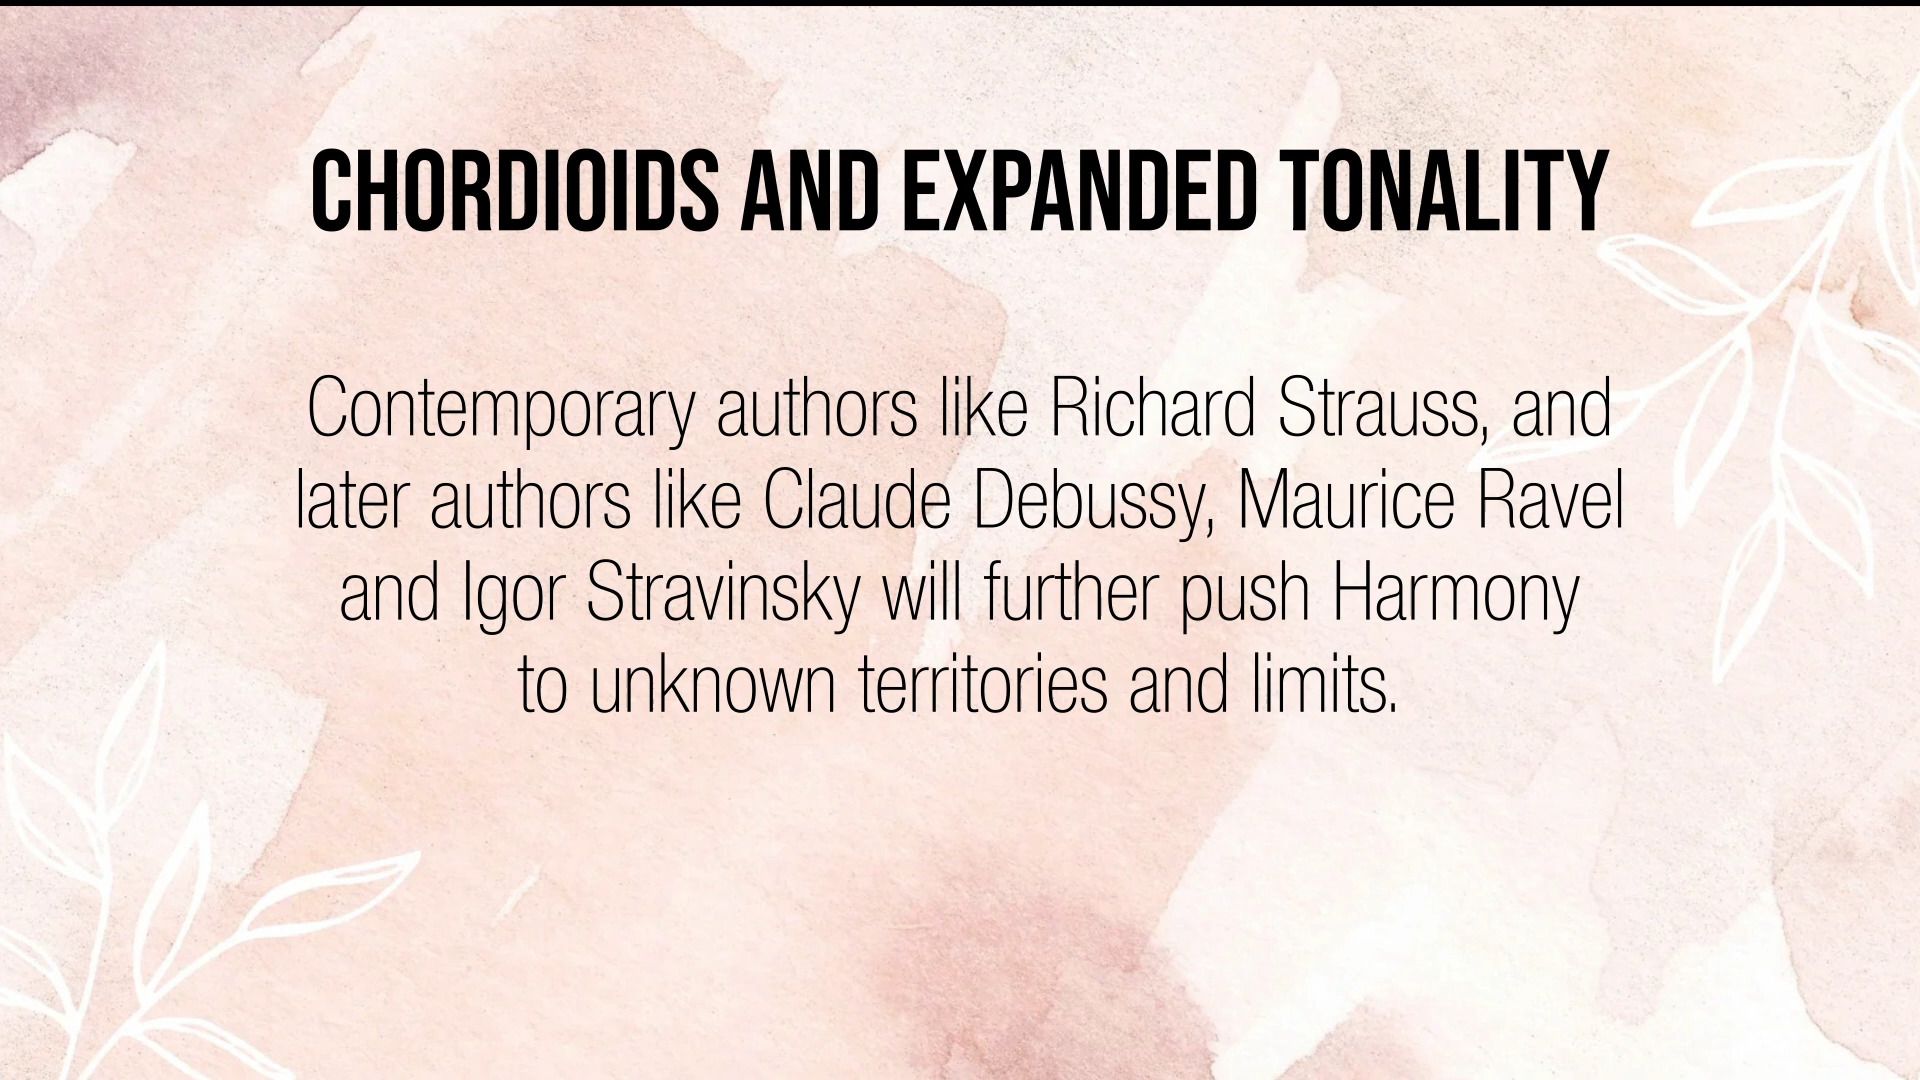 CHORDIOIDS AND EXPANDED TONALITY
Contemporary authors like Richard Strauss, and
later authors like Claude Debussy, Maurice Ravel
and Igor Stravinsky will further push Harmony
to unknown territories and limits.